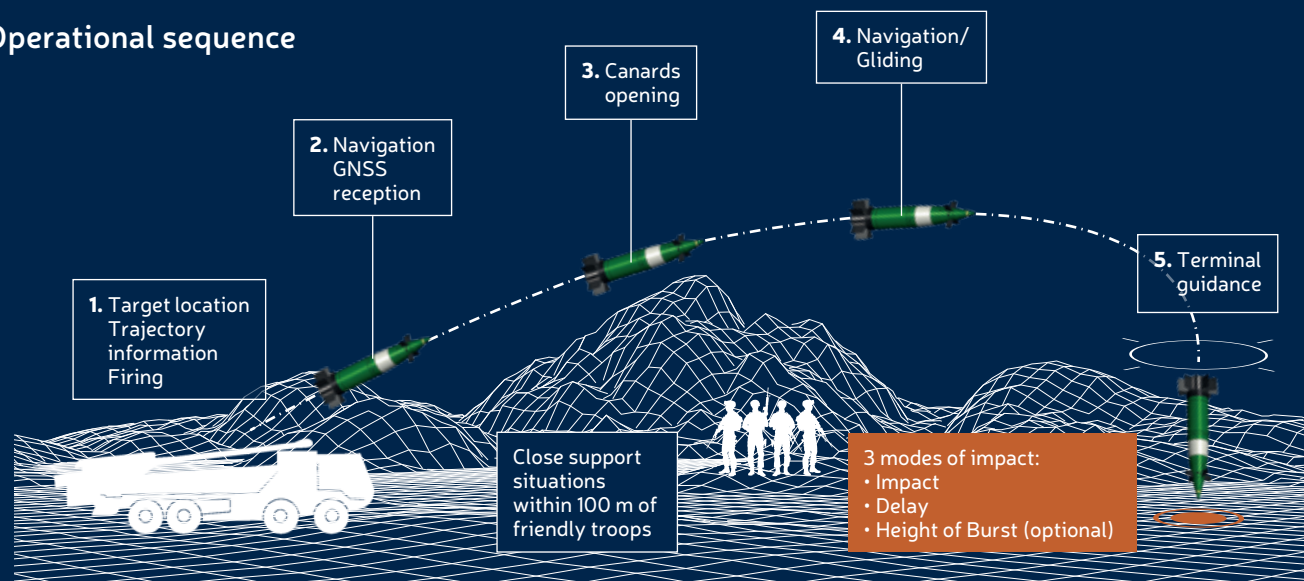 Operational sequence
1. Target location
Trajectory
information
Firing
2. Navigation
GNSS
reception
3. Canards
opening
4. Navigation/
Gliding
5. Terminal
guidance
Close support
situations
within 100 m of
friendly troops
3 modes of impact:
• Impact
• Delay
• Height of Burst (optional)